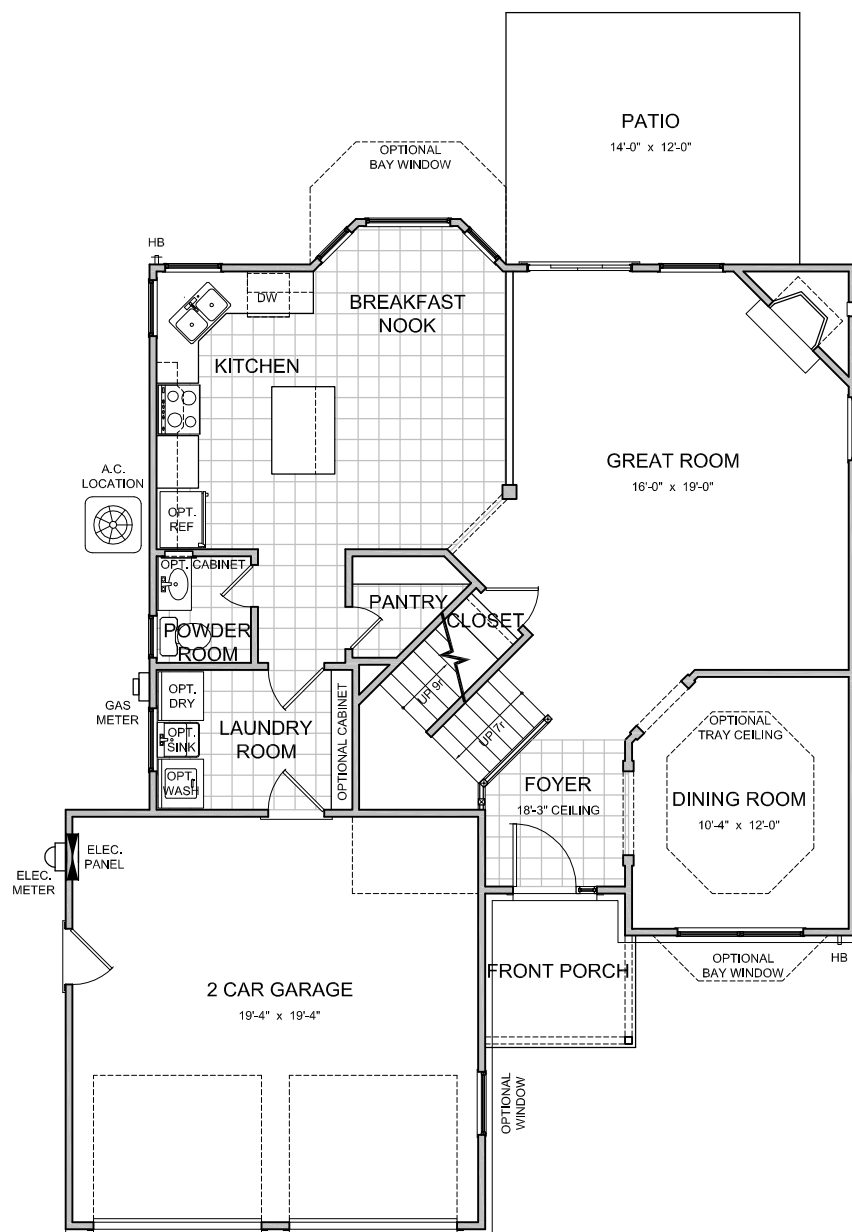 PATIO
14'-0" x 12'-0"
OPTIONAL
BAY WINDOW
HB
DW
BREAKFAST
NOOK
KITCHEN
GREAT ROOM
16'-0" x 19'-0"
A.C.
LOCATION
OPT.
REF
OPT. CABINET
PANTRY
CLOSET
POWDER
ROOM
UP 9r
GAS
METER
OPT.
DRY
LAUNDRY
ROOM
OPT.
SINK
OPTIONAL CABINET
UP 7r
OPTIONAL
TRAY CEILING
OPT.
WASH
FOYER
18'-3" CEILING
DINING ROOM
10'-4" x 12'-0"
ELEC.
PANEL
ELEC.
METER
OPTIONAL
BAY WINDOW
HB
FRONT PORCH
2 CAR GARAGE
19'-4" x 19'-4"
OPTIONAL
WINDOW